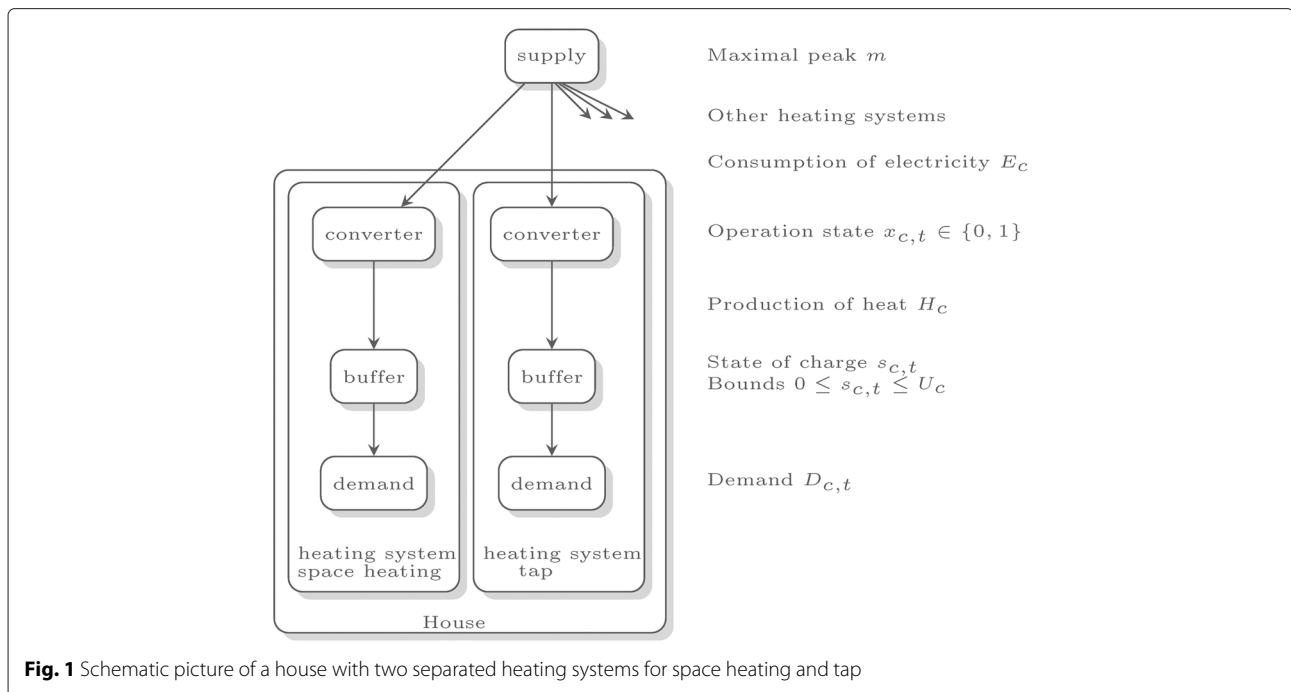 supply
Maximal peak m
Other heating systems
Consumption of electricity E_c
converter
converter
Operation state x_{c,t} ∈ {0, 1}
Production of heat H_c
buffer
buffer
State of charge s_{c,t}
Bounds 0 ≤ s_{c,t} ≤ U_c
demand
demand
Demand D_{c,t}
heating system
space heating
heating system
tap
House
Fig. 1 Schematic picture of a house with two separated heating systems for space heating and tap